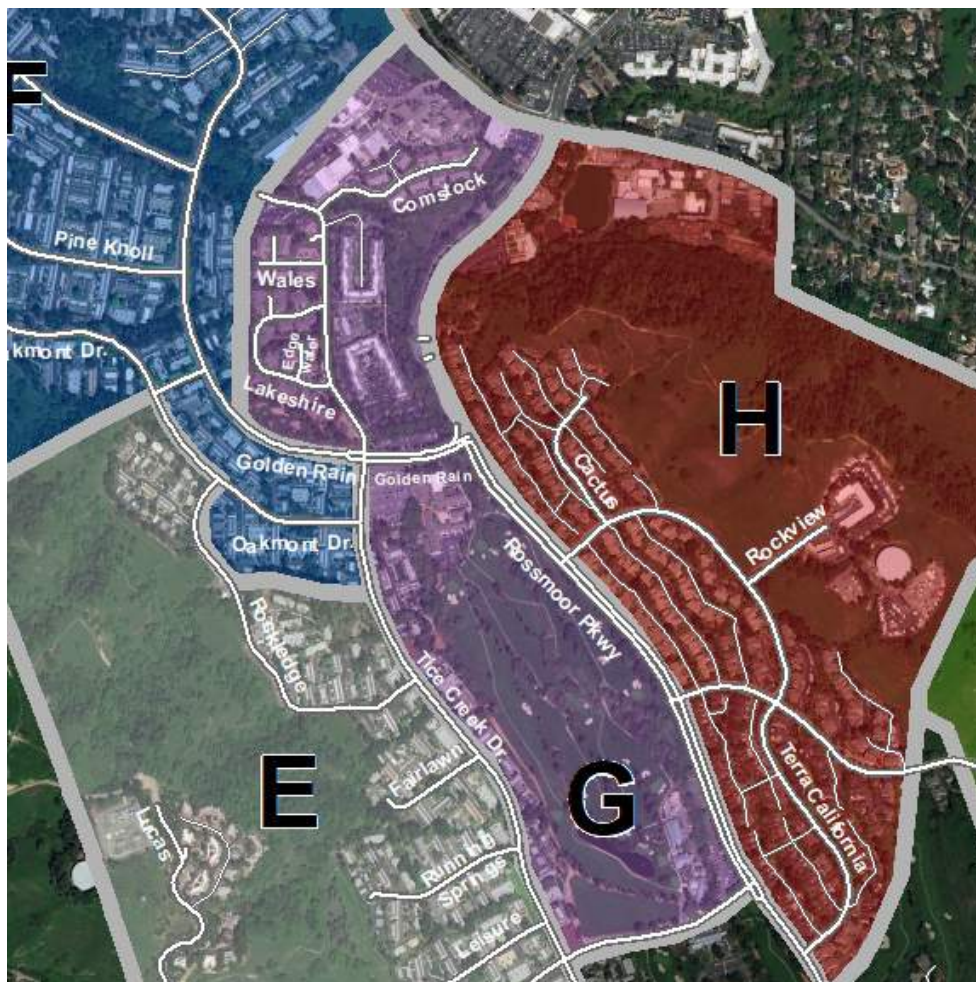 F
Comstock
Pine Knoll
Wales
Edge
Water
akmont Dr.
Lakeshire
H
Golden Rain
Golden Rain
Cactus
Rockview
Oakmont Dr.
Rossmoor Pkwy
Rossledge
Tice Creek Dr.
E
Fairlawn
G
Terra California
Lucas
Running
Springs
Leisure